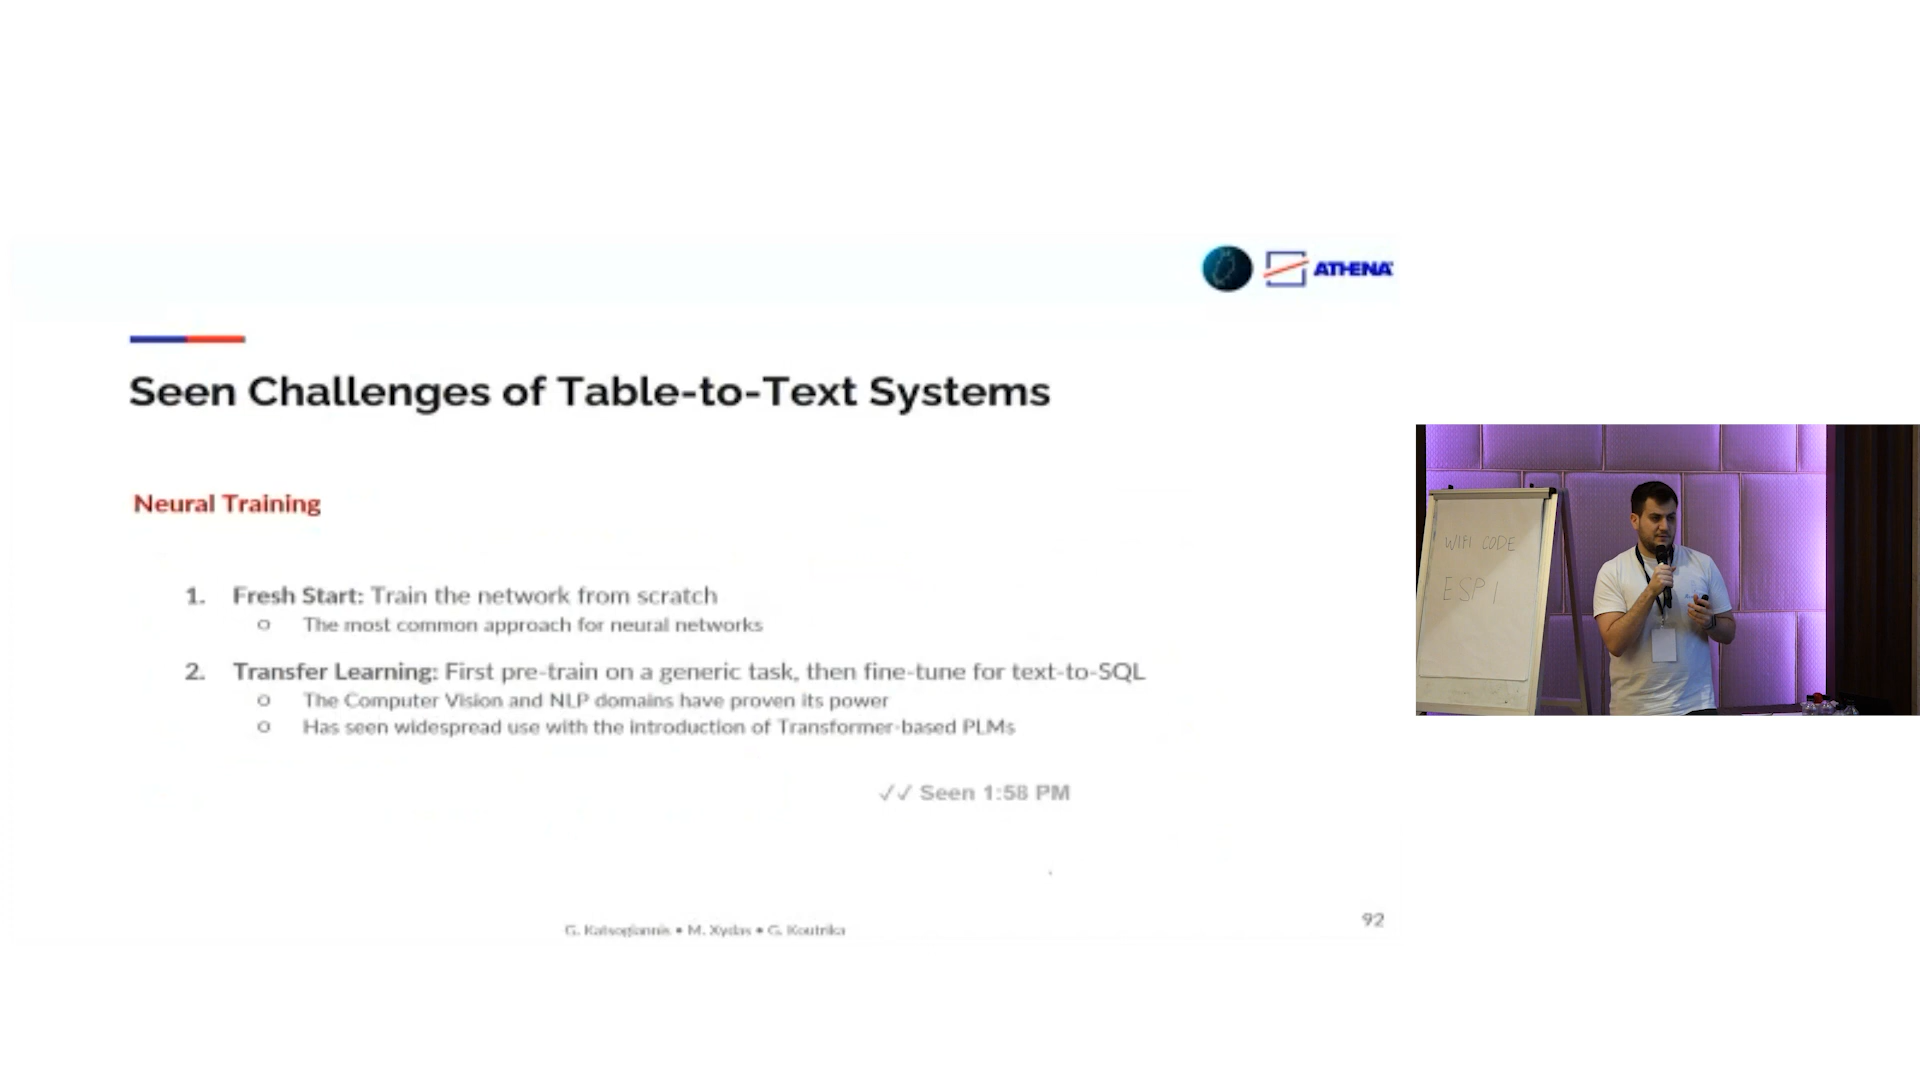 ATHENA
Seen Challenges of Table-to-Text Systems
Neural Training
1. Fresh Start: Train the network from scratch
o The most common approach for neural networks
2. Transfer Learning: First pre-train on a generic task, then fine-tune for text-to-SQL
o The Computer Vision and NLP domains have proven its power
o Has seen widespread use with the introduction of Transformer-based PLMs
✓✓ Seen 1:58 PM
G. Katsogiannis • M. Xydas • G. Koutrika
92
WIFI CODE
ESP1